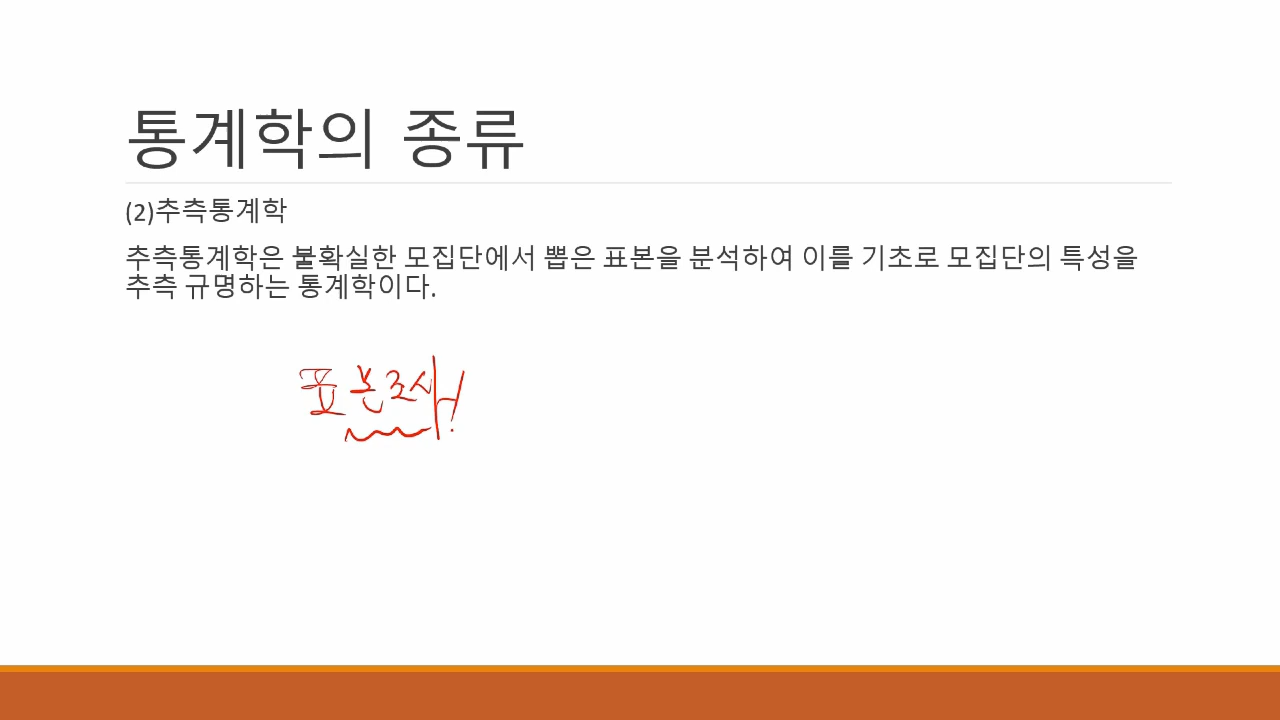 통계학의 종류
(2)추측통계학
추측통계학은 불확실한 모집단에서 뽑은 표본을 분석하여 이를 기초로 모집단의 특성을
추측 규명하는 통계학이다.
표본조사!